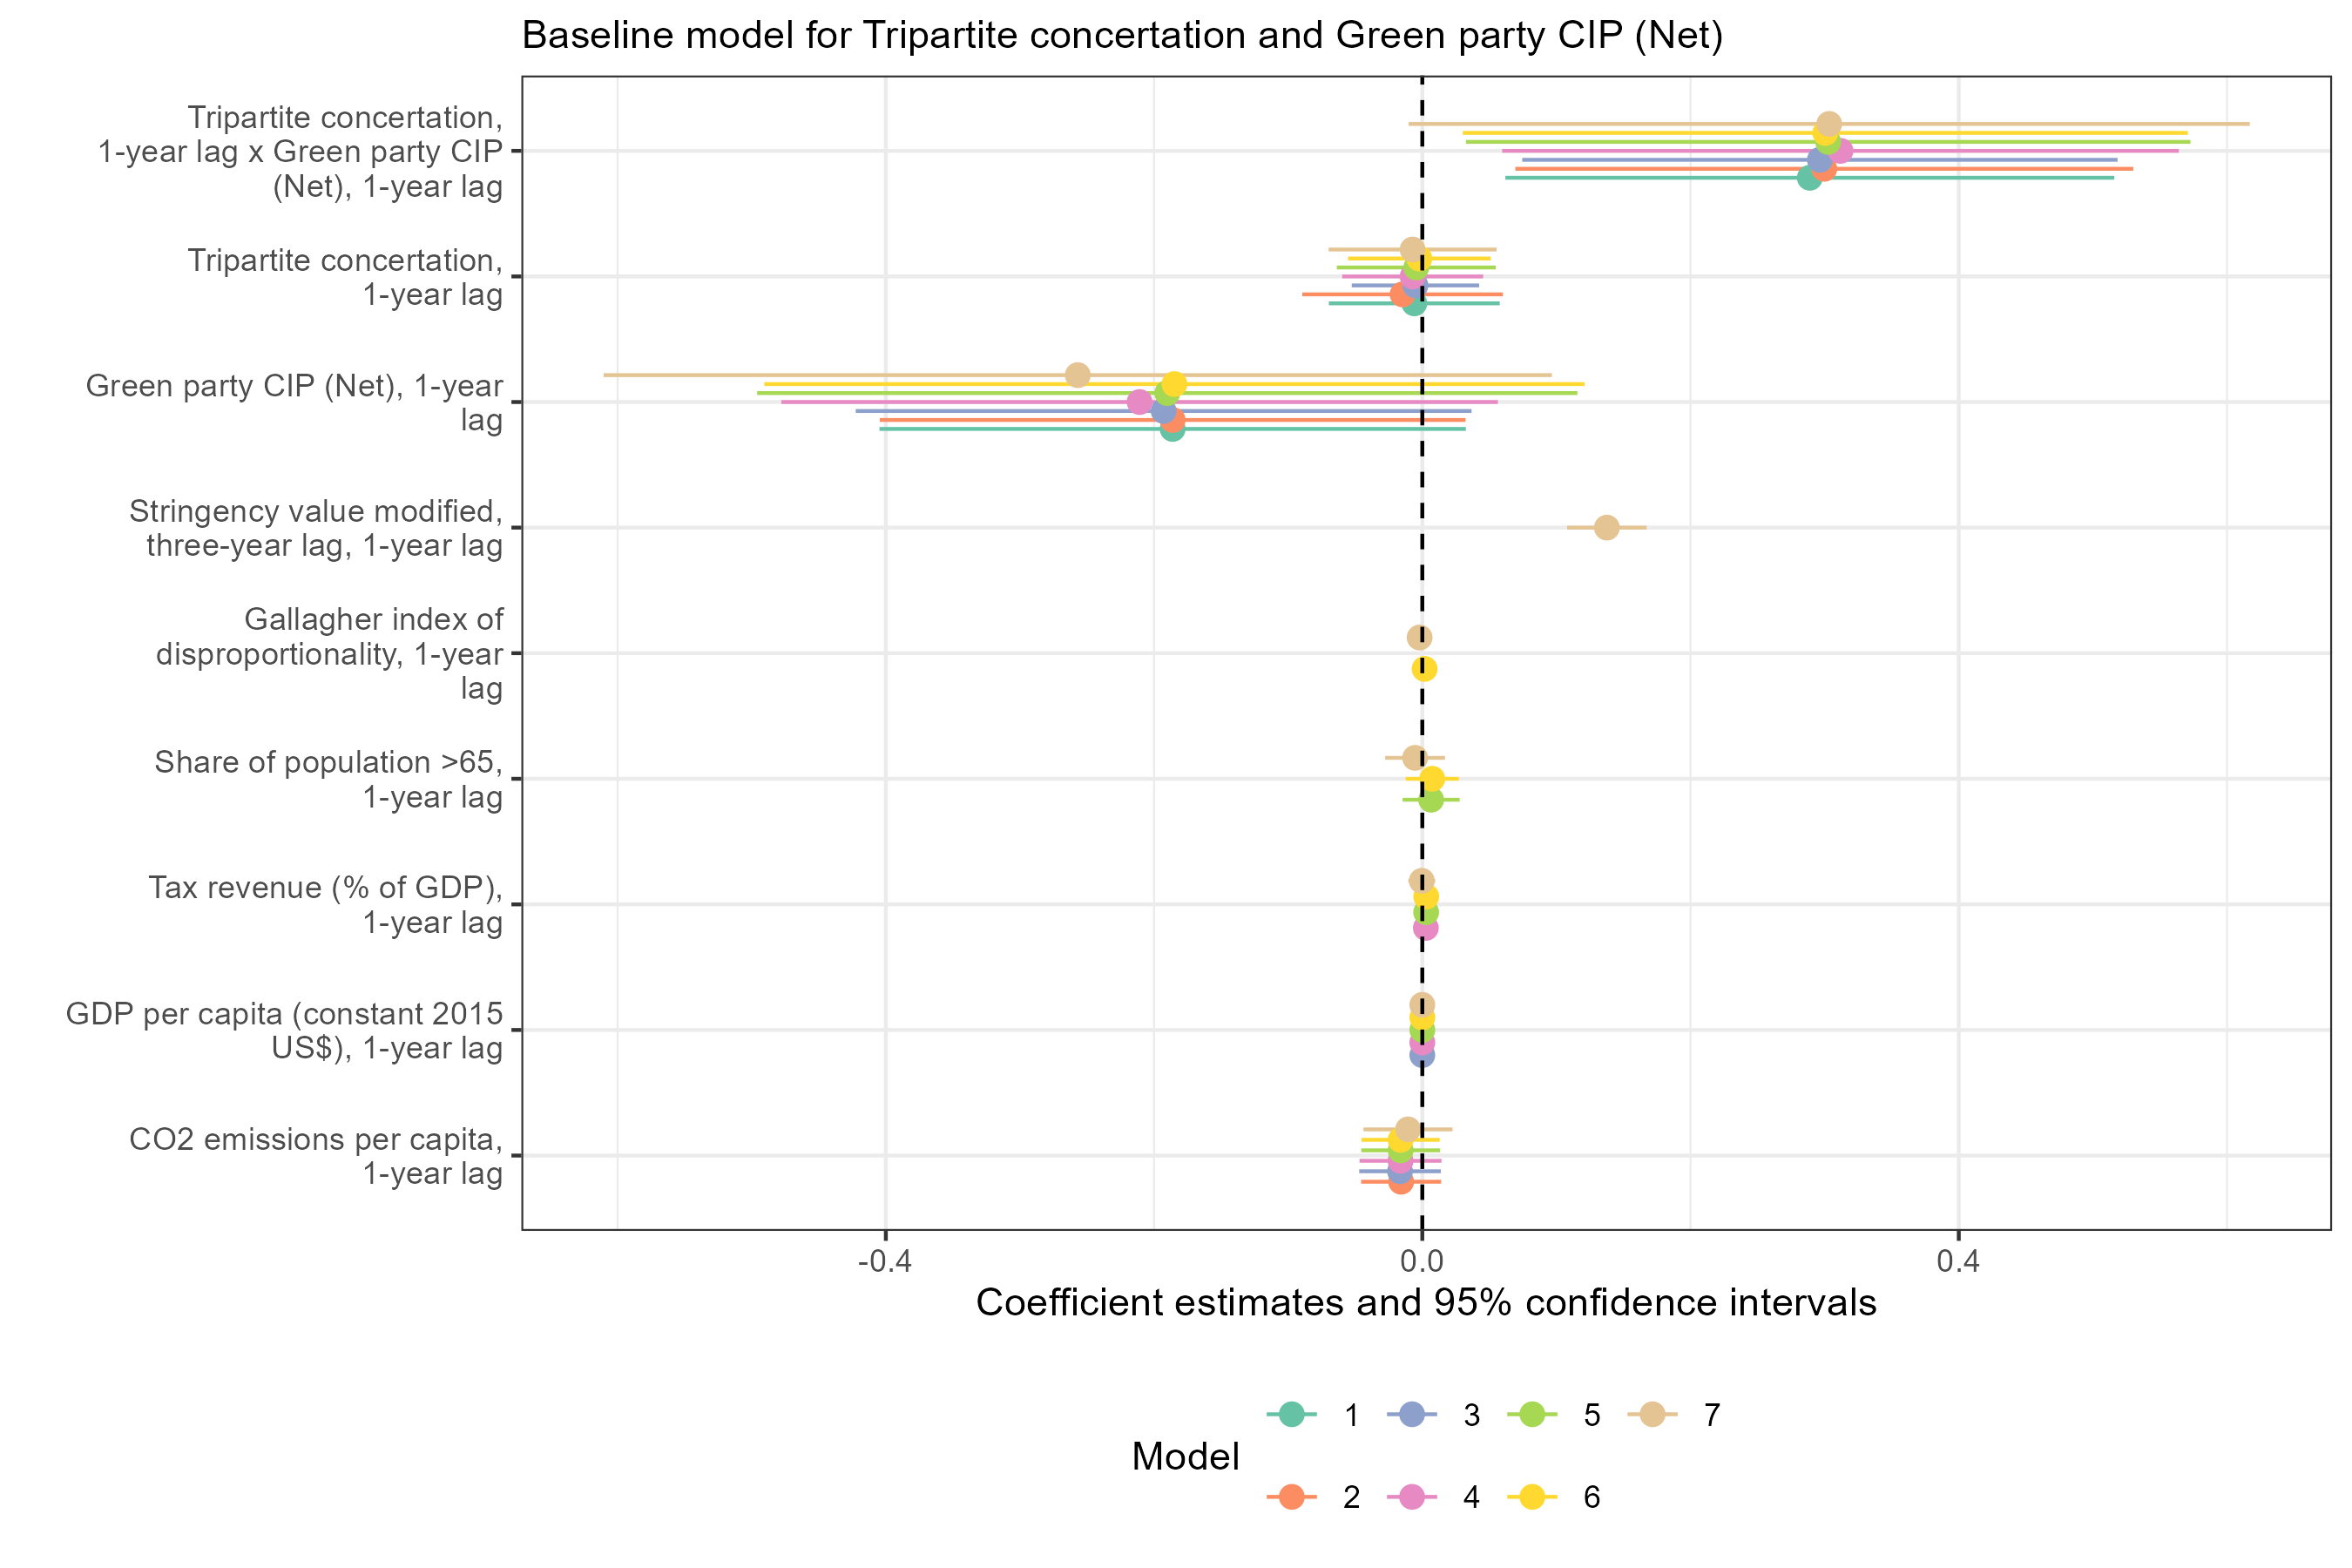 Baseline model for Tripartite concertation and Green party CIP (Net)
Tripartite concertation,
1-year lag x Green party CIP
(Net), 1-year lag
Tripartite concertation,
1-year lag
Green party CIP (Net), 1-year
lag
Stringency value modified,
three-year lag, 1-year lag
Gallagher index of
disproportionality, 1-year
lag
Share of population >65,
1-year lag
Tax revenue (% of GDP),
1-year lag
GDP per capita (constant 2015
US$), 1-year lag
CO2 emissions per capita,
1-year lag
-0.4 0.0 0.4
Coefficient estimates and 95% confidence intervals
Model
1 3 5 7
2 4 6